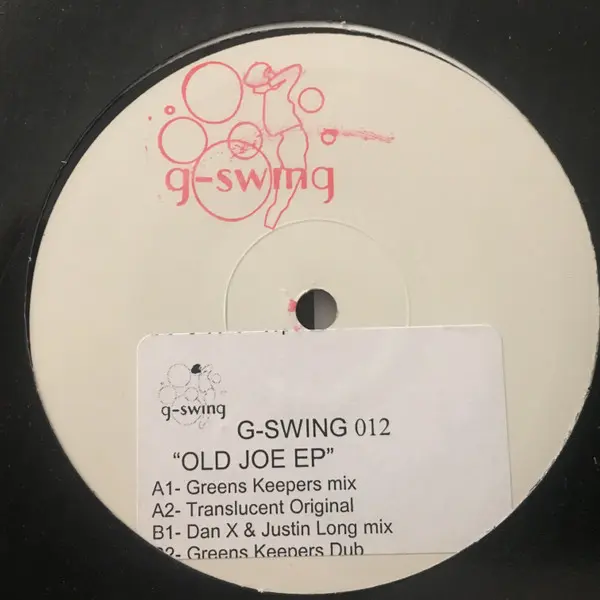 g-swing
g-swing
G-SWING 012
“OLD JOE EP”
A1- Greens Keepers mix
A2- Translucent Original
B1- Dan X & Justin Long mix
B2- Greens Keepers Dub